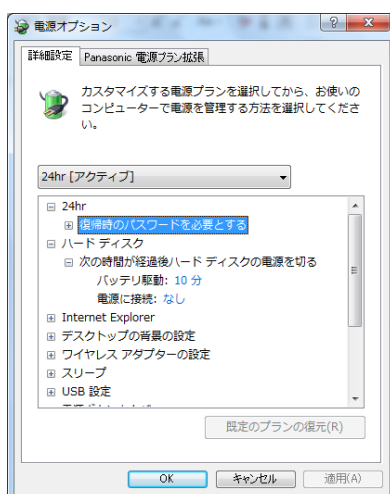 電源オプション
詳細設定
Panasonic 電源プラン拡張
カスタマイズする電源プランを選択してから、お使いの
コンピューターで電源を管理する方法を選択してくださ
い。
24hr [アクティブ]
24hr
復帰時のパスワードを必要とする
ハード ディスク
次の時間が経過後ハード ディスクの電源を切る
バッテリ駆動: 10 分
電源に接続: なし
Internet Explorer
デスクトップの背景の設定
ワイヤレス アダプターの設定
スリープ
USB 設定
既定のプランの復元(R)
OK
キャンセル
適用(A)